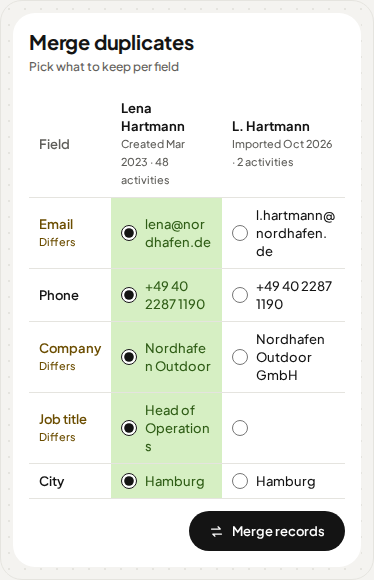 Merge duplicates
Pick what to keep per field
Field
Lena
Hartmann
Created Mar
2023 · 48
activities
L. Hartmann
Imported Oct 2026
· 2 activities
Email
Differs
lena@nor
dhafen.de
l.hartmann@
nordhafen.
de
Phone
+49 40
22871190
+49 40 2287
1190
Company
Differs
Nordhafe
n Outdoor
Nordhafen
Outdoor
GmbH
Job title
Differs
Head of
Operation
s
City
Hamburg
Hamburg
Merge records